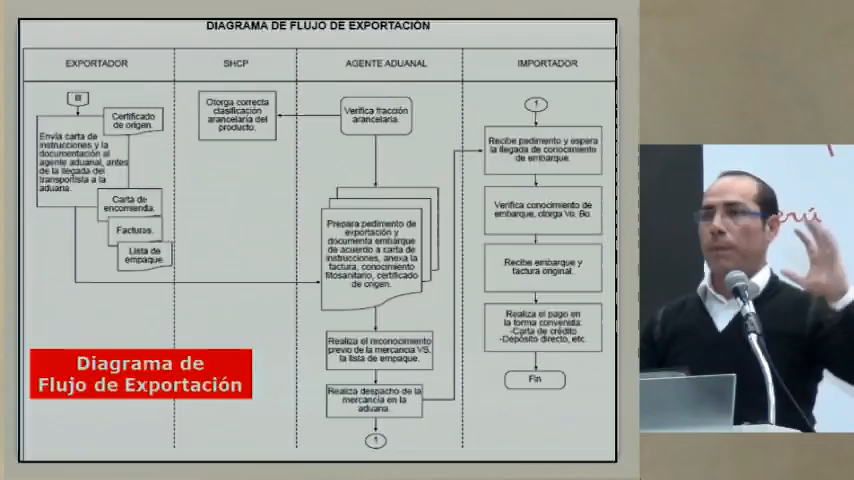 DIAGRAMA DE FLUJO DE EXPORTACIÓN
EXPORTADOR
SHCP
AGENTE ADUANAL
IMPORTADOR
Certificado
de origen.
Envía carta de
instrucciones y la
documentación al
agente aduanal, antes
de la llegada del
transportista a la
aduana.
Carta de
encomienda.
Facturas.
Lista de
empaque.
Otorga correcta
clasificación
arancelaria del
producto.
Verifica fracción
arancelaria.
Prepara pedimento de
exportación y
documenta embarque
de acuerdo a carta de
instrucciones, anexa la
factura, conocimiento
fitosanitario, certificado
de origen.
Realiza el reconocimiento
previo de la mercancía VS.
la lista de empaque.
Realiza despacho de la
mercancía en la
aduana.
1
1
Recibe pedimento y espera
la llegada de conocimiento
de embarque.
Verifica conocimiento de
embarque, otorga Vo. Bo.
Recibe embarque y
factura original.
Realiza el pago en
la forma convenida:
-Carta de crédito
-Depósito directo, etc.
Fin
Diagrama de
Flujo de Exportación